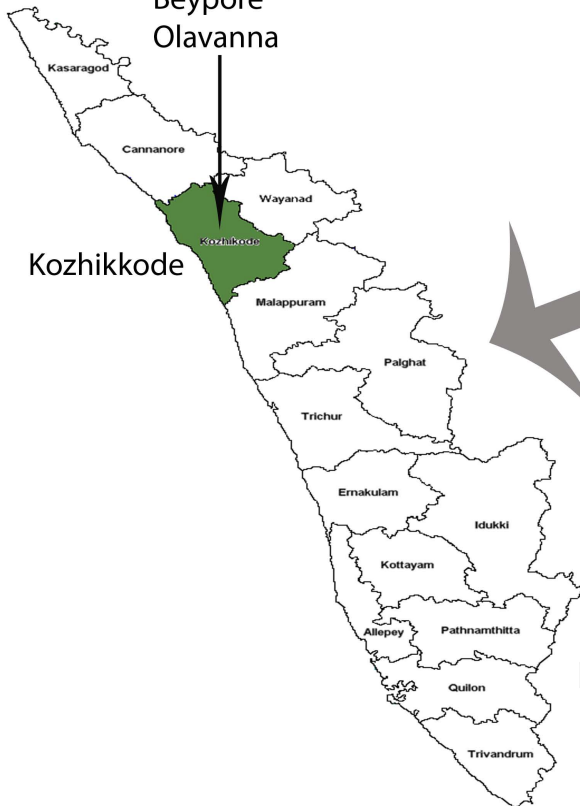 Beypore
Olavanna
Kasaragod
Cannanore
Wayanad
Kozhikode
Kozhikkode
Malappuram
Palghat
Trichur
Ernakulam
Idukki
Kottayam
Allepey
Pathnamthitta
Quilon
Trivandrum